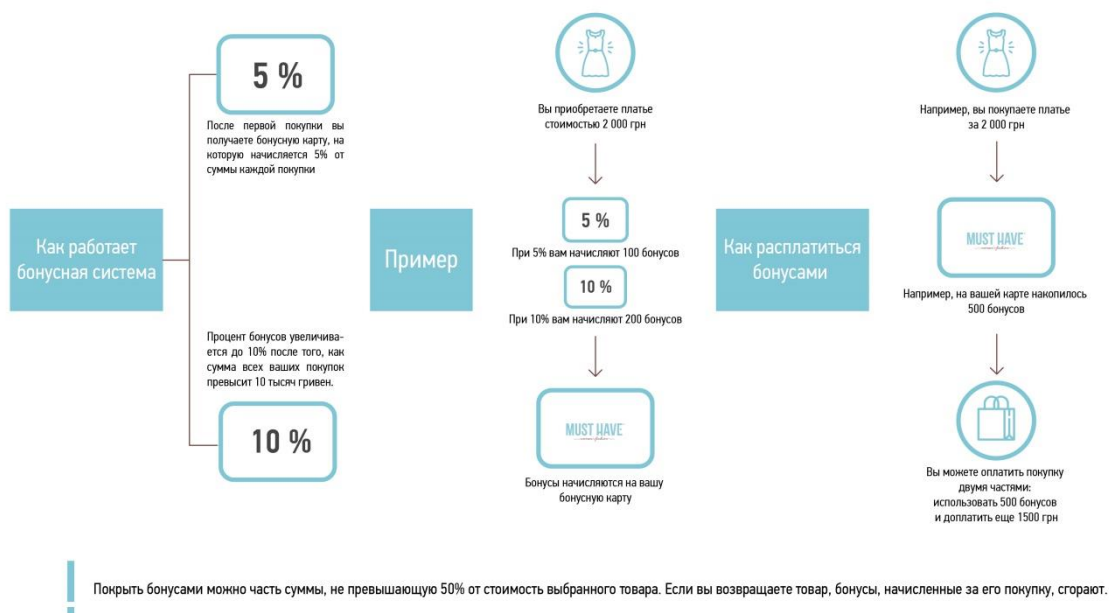 Как работает
бонусная система
5 %
После первой покупки вы
получаете бонусную карту, на
которую начисляется 5% от
суммы каждой покупки
Процент бонусов увеличива-
ется до 10% после того, как
сумма всех ваших покупок
превысит 10 тысяч гривен.
10 %
Пример
Вы приобретаете платье
стоимостью 2 000 грн
5 %
При 5% вам начисляют 100 бонусов
10 %
При 10% вам начисляют 200 бонусов
MUST HAVE
Бонусы начисляются на вашу
бонусную карту
Как расплатиться
бонусами
Например, вы покупаете платье
за 2 000 грн
MUST HAVE
Например, на вашей карте накопилось
500 бонусов
Вы можете оплатить покупку
двумя частями:
использовать 500 бонусов
и доплатить еще 1500 грн
Покрыть бонусами можно часть суммы, не превышающую 50% от стоимость выбранного товара. Если вы возвращаете товар, бонусы, начисленные за его покупку, сгорают.